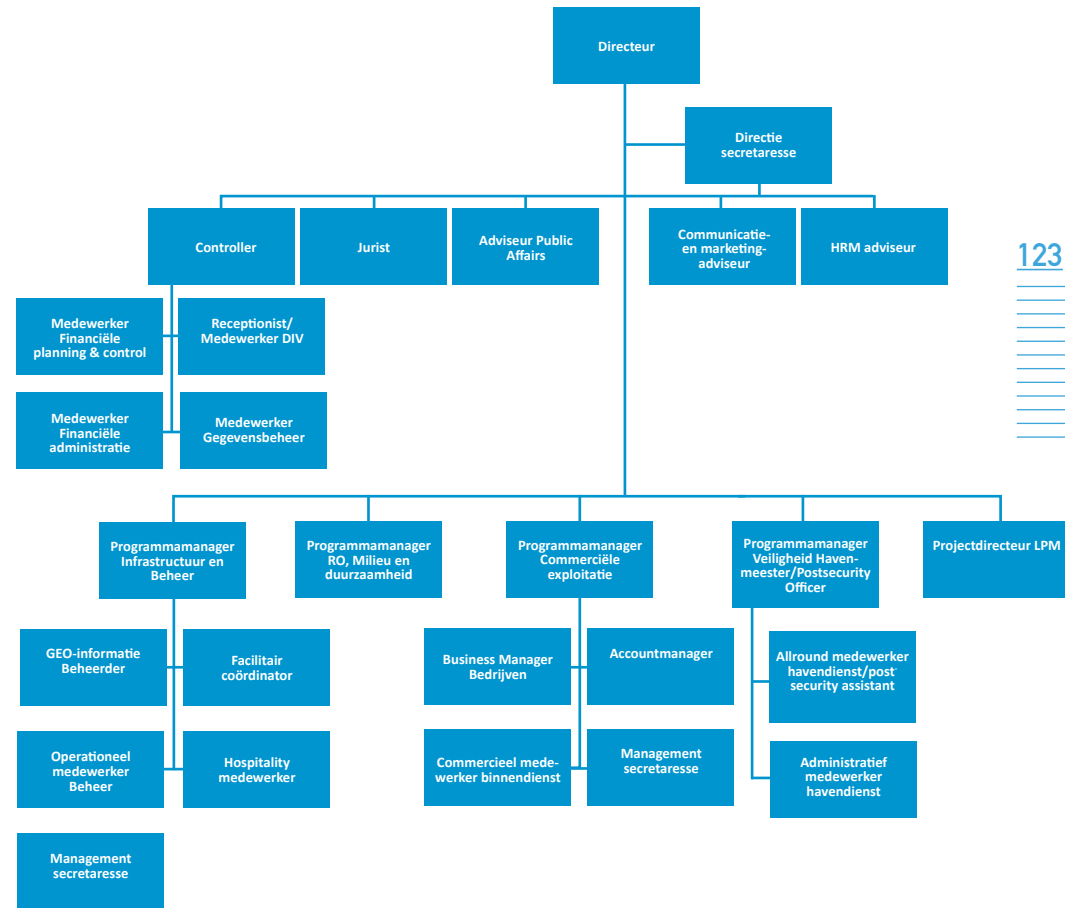 Directeur
Directie
secretaresse
Controller
Jurist
Adviseur Public
Affairs
Communicatie-
en marketing-
adviseur
HRM adviseur
123
Medewerker
Financiële
planning & control
Receptionist/
Medewerker DIV
Medewerker
Financiële
administratie
Medewerker
Gegevensbeheer
Programmamanager
Infrastructuur en
Beheer
Programmamanager
RO, Milieu en
duurzaamheid
Programmamanager
Commerciële
exploitatie
Programmamanager
Veiligheid Haven-
meester/Postsecurity
Officer
Projectdirecteur LPM
GEO-informatie
Beheerder
Facilitair
coördinator
Business Manager
Bedrijven
Accountmanager
Allround medewerker
havendienst/post-
security assistant
Operationeel
medewerker
Beheer
Hospitality
medewerker
Commercieel mede-
werker binnendienst
Management
secretaresse
Administratief
medewerker
havendienst
Management
secretaresse